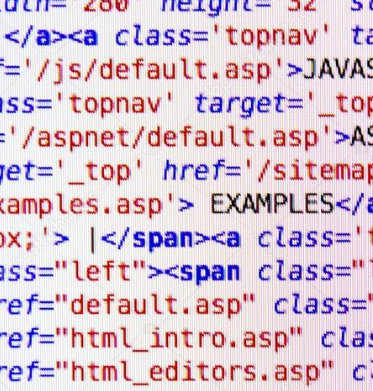 idth='280' height='32' s
</a><a class='topnav' ta
f='/js/default.asp'>JAVAS
ass='topnav' target='_top
='/aspnet/default.asp'>AS
get='_top' href='/sitemap
xamples.asp'> EXAMPLES</a
ox;'> |</span><a class='t
ass="left"><span class="l
ref="default.asp" class="
ref="html_intro.asp" clas
ref="html_editors.asp" cl